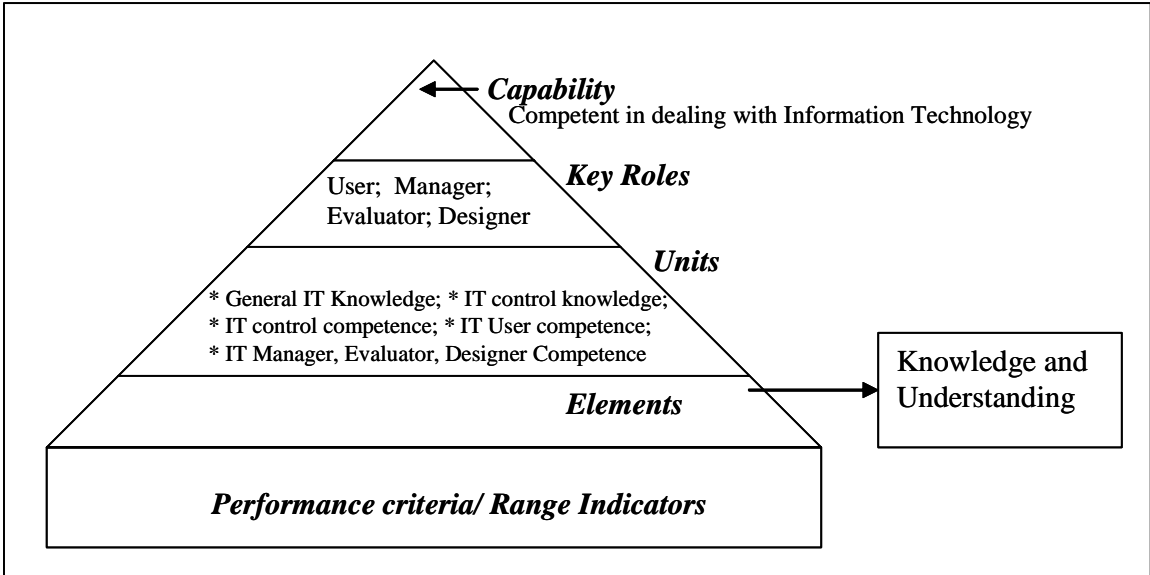 Capability
Competent in dealing with Information Technology
Key Roles
User; Manager;
Evaluator; Designer
Units
* General IT Knowledge; * IT control knowledge;
* IT control competence; * IT User competence;
* IT Manager, Evaluator, Designer Competence
Elements
Knowledge and
Understanding
Performance criteria/ Range Indicators